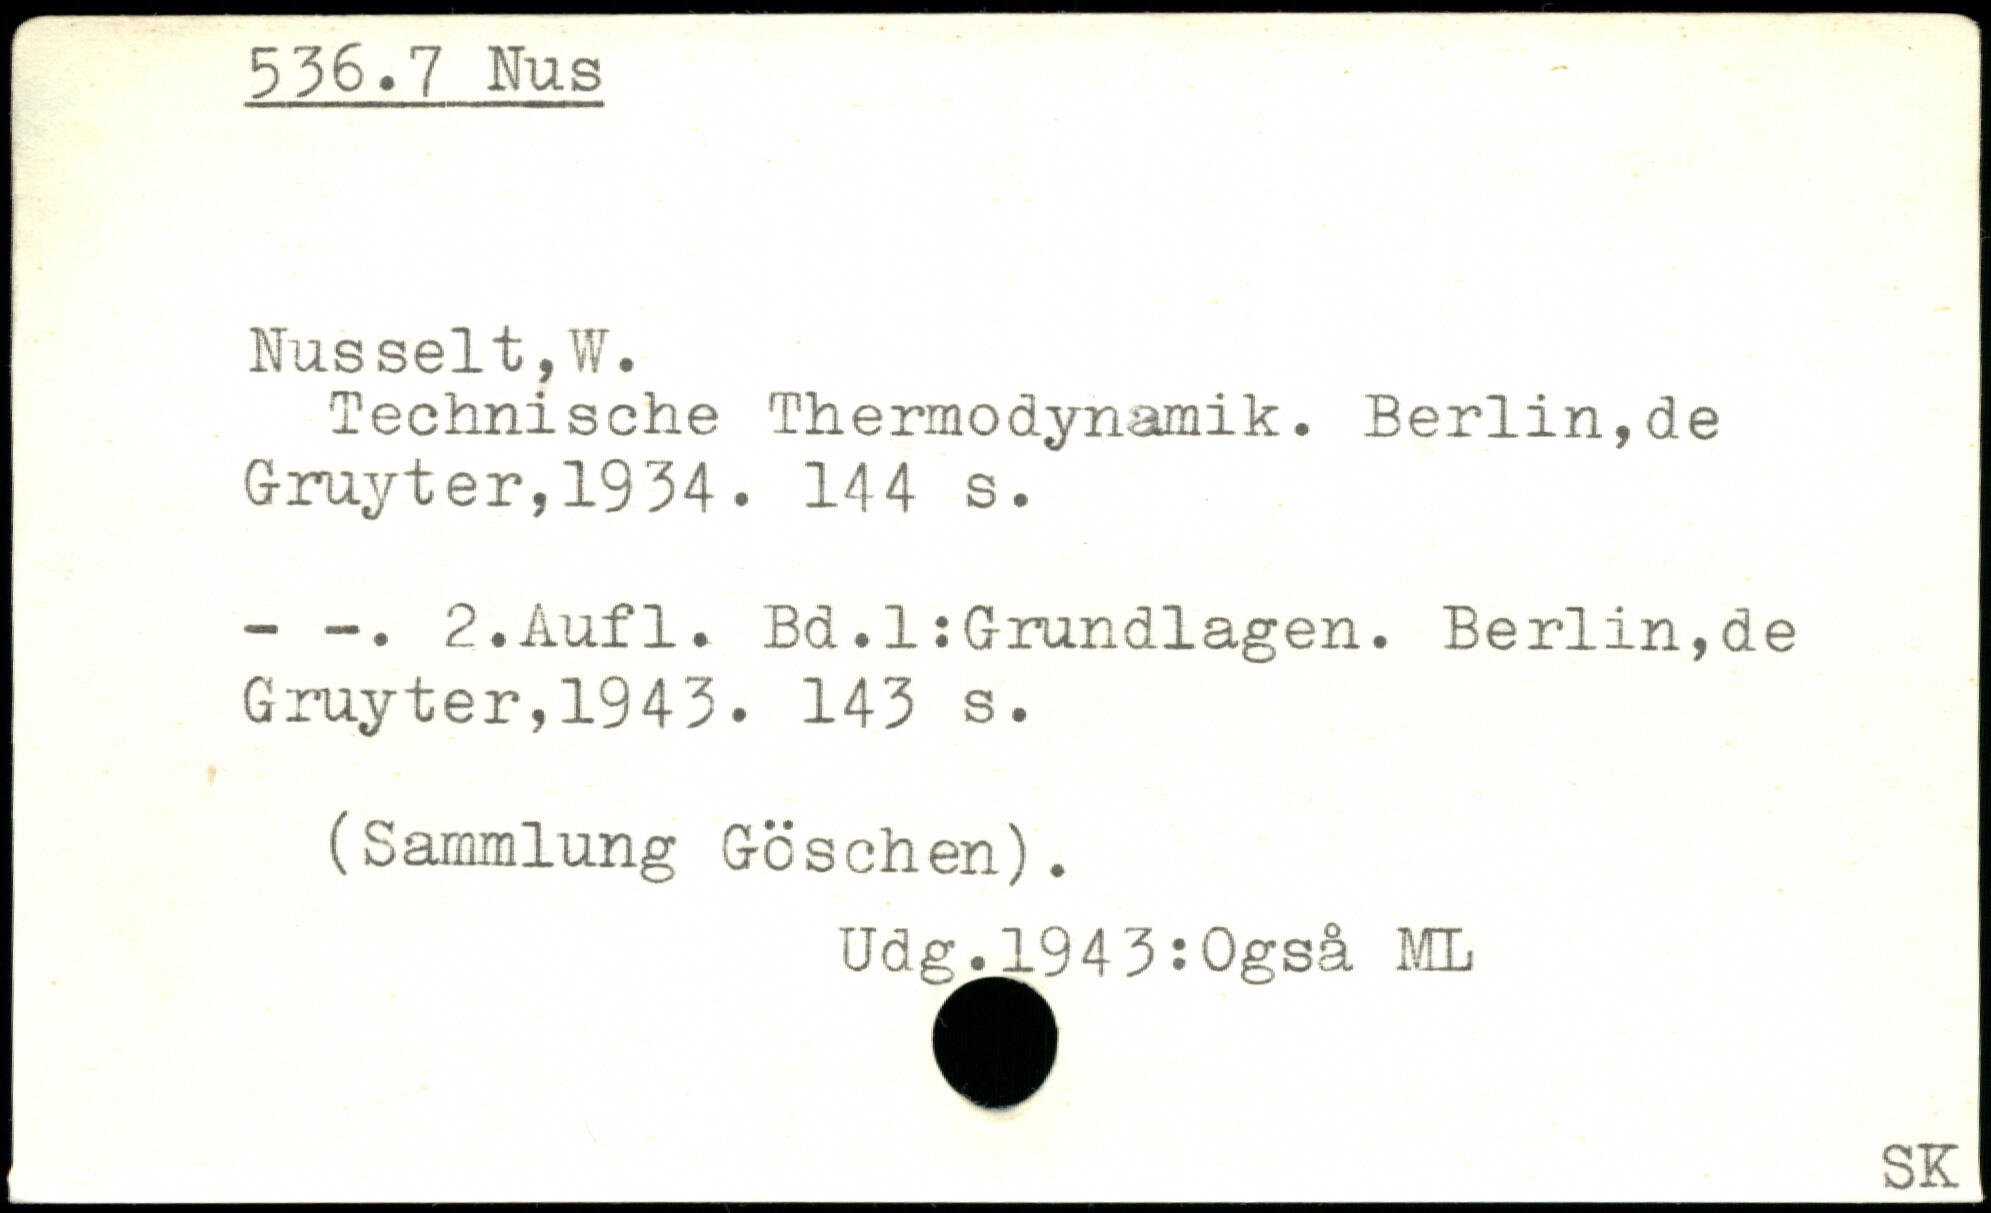 536.7 Nus
Nusselt,W.
Technische Thermodynamik. Berlin,de
Gruyter,1934. 144 s.
- -. 2.Aufl. Bd.1:Grundlagen. Berlin,de
Gruyter,1943. 143 s.
(Sammlung Göschen).
Udg.1943:Også ML
SK